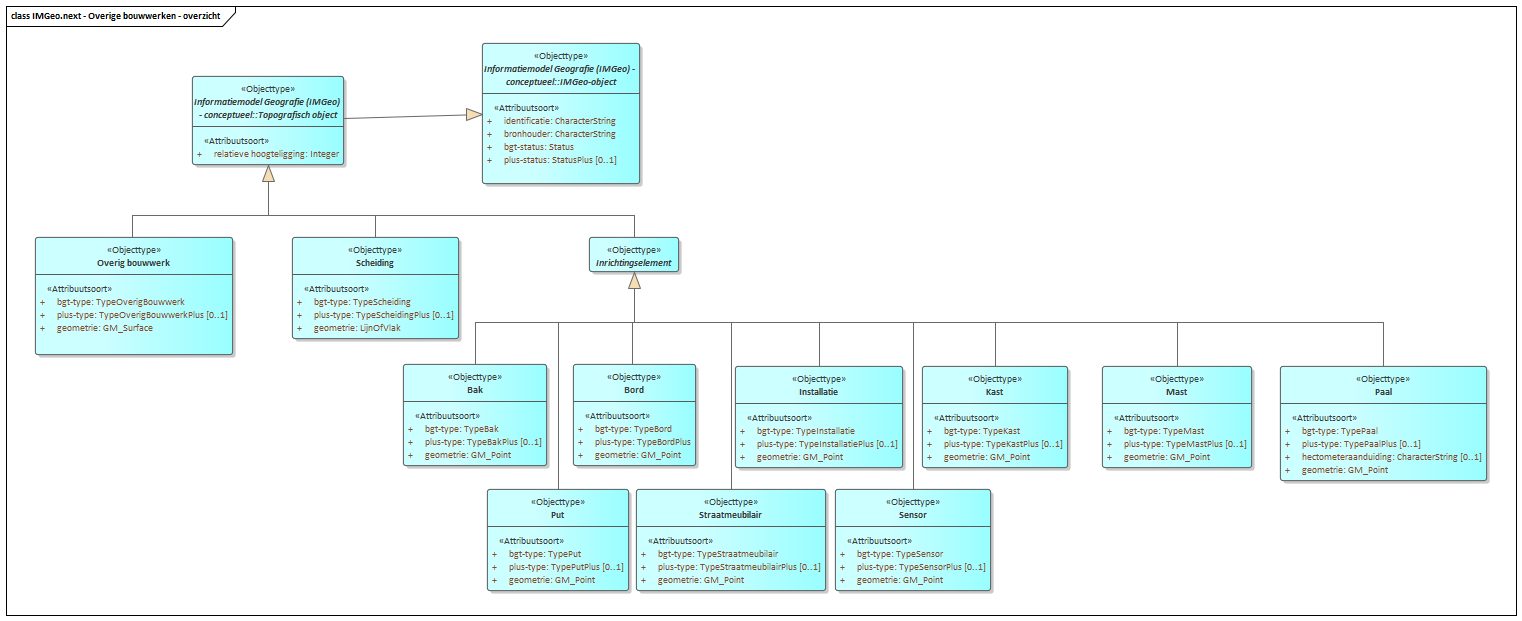 class IMGeo.next - Overige bouwwerken - overzicht
«Objecttype»
Informatiemodel Geografie (IMGeo) -
conceptueel::IMGeo-object
«Attribuutsoort»
+ identificatie: CharacterString
+ bronhouder: CharacterString
+ bgt-status: Status
+ plus-status: StatusPlus [0..1]
«Objecttype»
Informatiemodel Geografie (IMGeo)
- conceptueel::Topografisch object
«Attribuutsoort»
+ relatieve hoogteligging: Integer
«Objecttype»
Overig bouwwerk
«Attribuutsoort»
+ bgt-type: TypeOverigBouwwerk
+ plus-type: TypeOverigBouwwerkPlus [0..1]
+ geometrie: GM_Surface
«Objecttype»
Scheiding
«Attribuutsoort»
+ bgt-type: TypeScheiding
+ plus-type: TypeScheidingPlus [0..1]
+ geometrie: LijnOfVlak
«Objecttype»
Inrichtingselement
«Objecttype»
Bak
«Attribuutsoort»
+ bgt-type: TypeBak
+ plus-type: TypeBakPlus [0..1]
+ geometrie: GM_Point
«Objecttype»
Bord
«Attribuutsoort»
+ bgt-type: TypeBord
+ plus-type: TypeBordPlus
+ geometrie: GM_Point
«Objecttype»
Installatie
«Attribuutsoort»
+ bgt-type: TypeInstallatie
+ plus-type: TypeInstallatiePlus [0..1]
+ geometrie: GM_Point
«Objecttype»
Kast
«Attribuutsoort»
+ bgt-type: TypeKast
+ plus-type: TypeKastPlus [0..1]
+ geometrie: GM_Point
«Objecttype»
Mast
«Attribuutsoort»
+ bgt-type: TypeMast
+ plus-type: TypeMastPlus [0..1]
+ geometrie: GM_Point
«Objecttype»
Paal
«Attribuutsoort»
+ bgt-type: TypePaal
+ plus-type: TypePaalPlus [0..1]
+ hectometeraanduiding: CharacterString [0..1]
+ geometrie: GM_Point
«Objecttype»
Put
«Attribuutsoort»
+ bgt-type: TypePut
+ plus-type: TypePutPlus [0..1]
+ geometrie: GM_Point
«Objecttype»
Straatmeubilair
«Attribuutsoort»
+ bgt-type: TypeStraatmeubilair
+ plus-type: TypeStraatmeubilairPlus [0..1]
+ geometrie: GM_Point
«Objecttype»
Sensor
«Attribuutsoort»
+ bgt-type: TypeSensor
+ plus-type: TypeSensorPlus [0..1]
+ geometrie: GM_Point